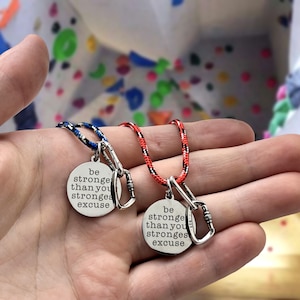 be
stronger
than your
strongest
excuse
be
stronger
than your
strongest
excuse